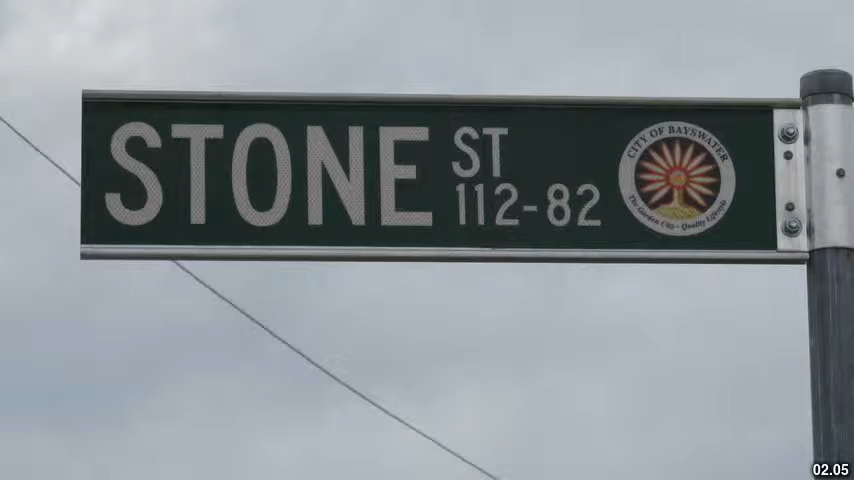 STONE ST
112-82
CITY OF BAYSWATER
The Garden City - Quality Lifestyle
02.05